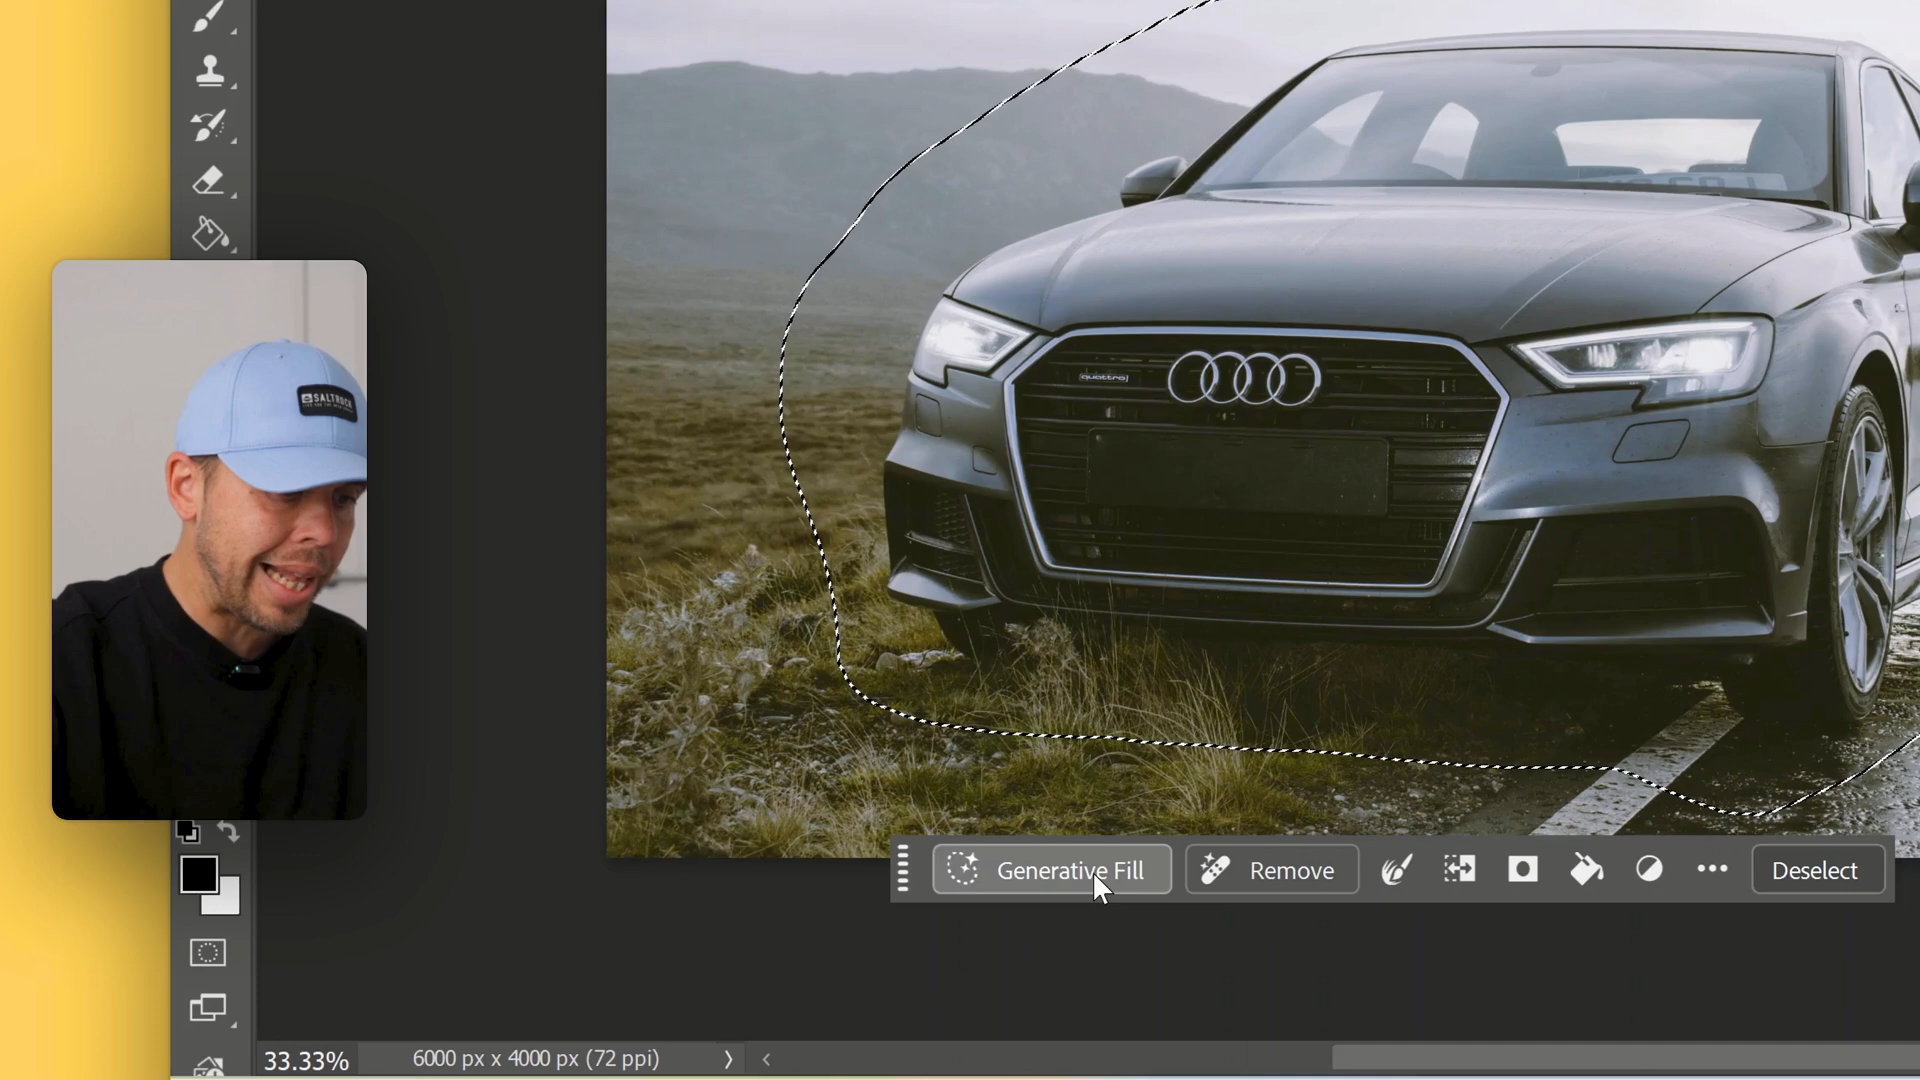 SALTROCK
quattro
Generative Fill
Remove
Deselect
33.33%
6000 px x 4000 px (72 ppi)